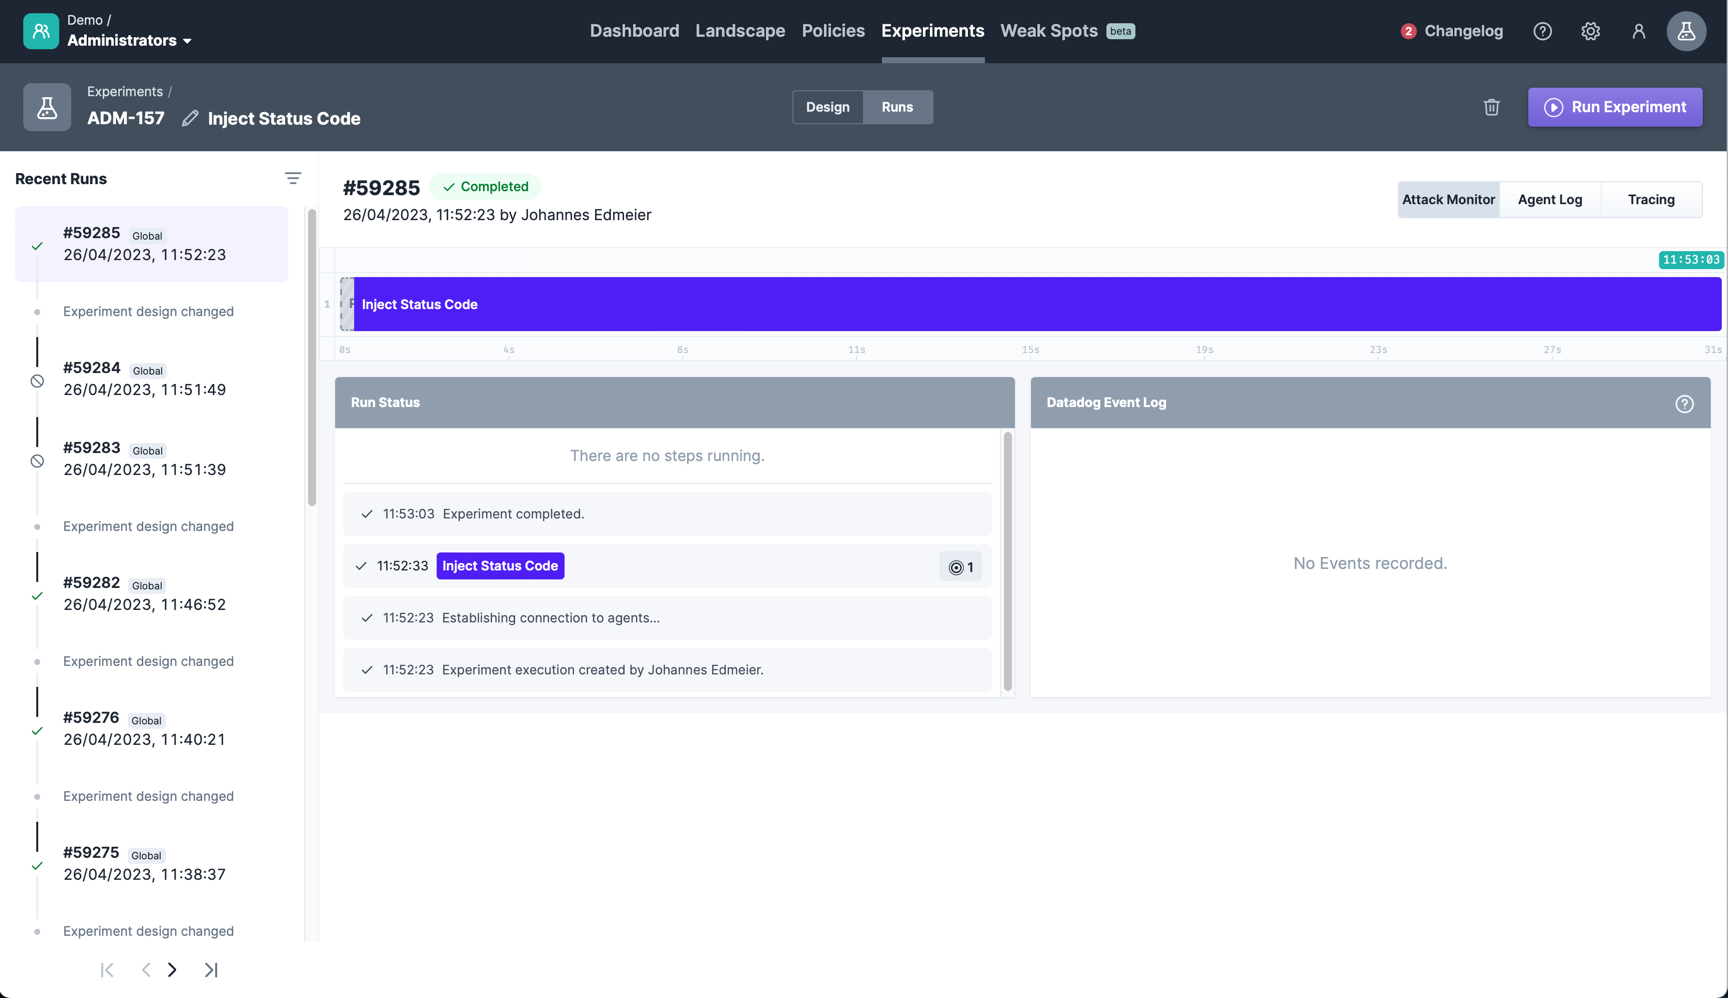 Demo /
Administrators
Dashboard Landscape Policies Experiments Weak Spots beta
2 Changelog
Experiments /
ADM-157 Inject Status Code
Design Runs
Run Experiment
Recent Runs
#59285 Global
26/04/2023, 11:52:23
Experiment design changed
#59284 Global
26/04/2023, 11:51:49
#59283 Global
26/04/2023, 11:51:39
Experiment design changed
#59282 Global
26/04/2023, 11:46:52
Experiment design changed
#59276 Global
26/04/2023, 11:40:21
Experiment design changed
#59275 Global
26/04/2023, 11:38:37
Experiment design changed
#59285 Completed
26/04/2023, 11:52:23 by Johannes Edmeier
Attack Monitor Agent Log Tracing
11:53:03
1 Inject Status Code
0s 4s 8s 11s 15s 19s 23s 27s 31s
Run Status
There are no steps running.
11:53:03 Experiment completed.
11:52:33 Inject Status Code 1
11:52:23 Establishing connection to agents...
11:52:23 Experiment execution created by Johannes Edmeier.
Datadog Event Log
No Events recorded.